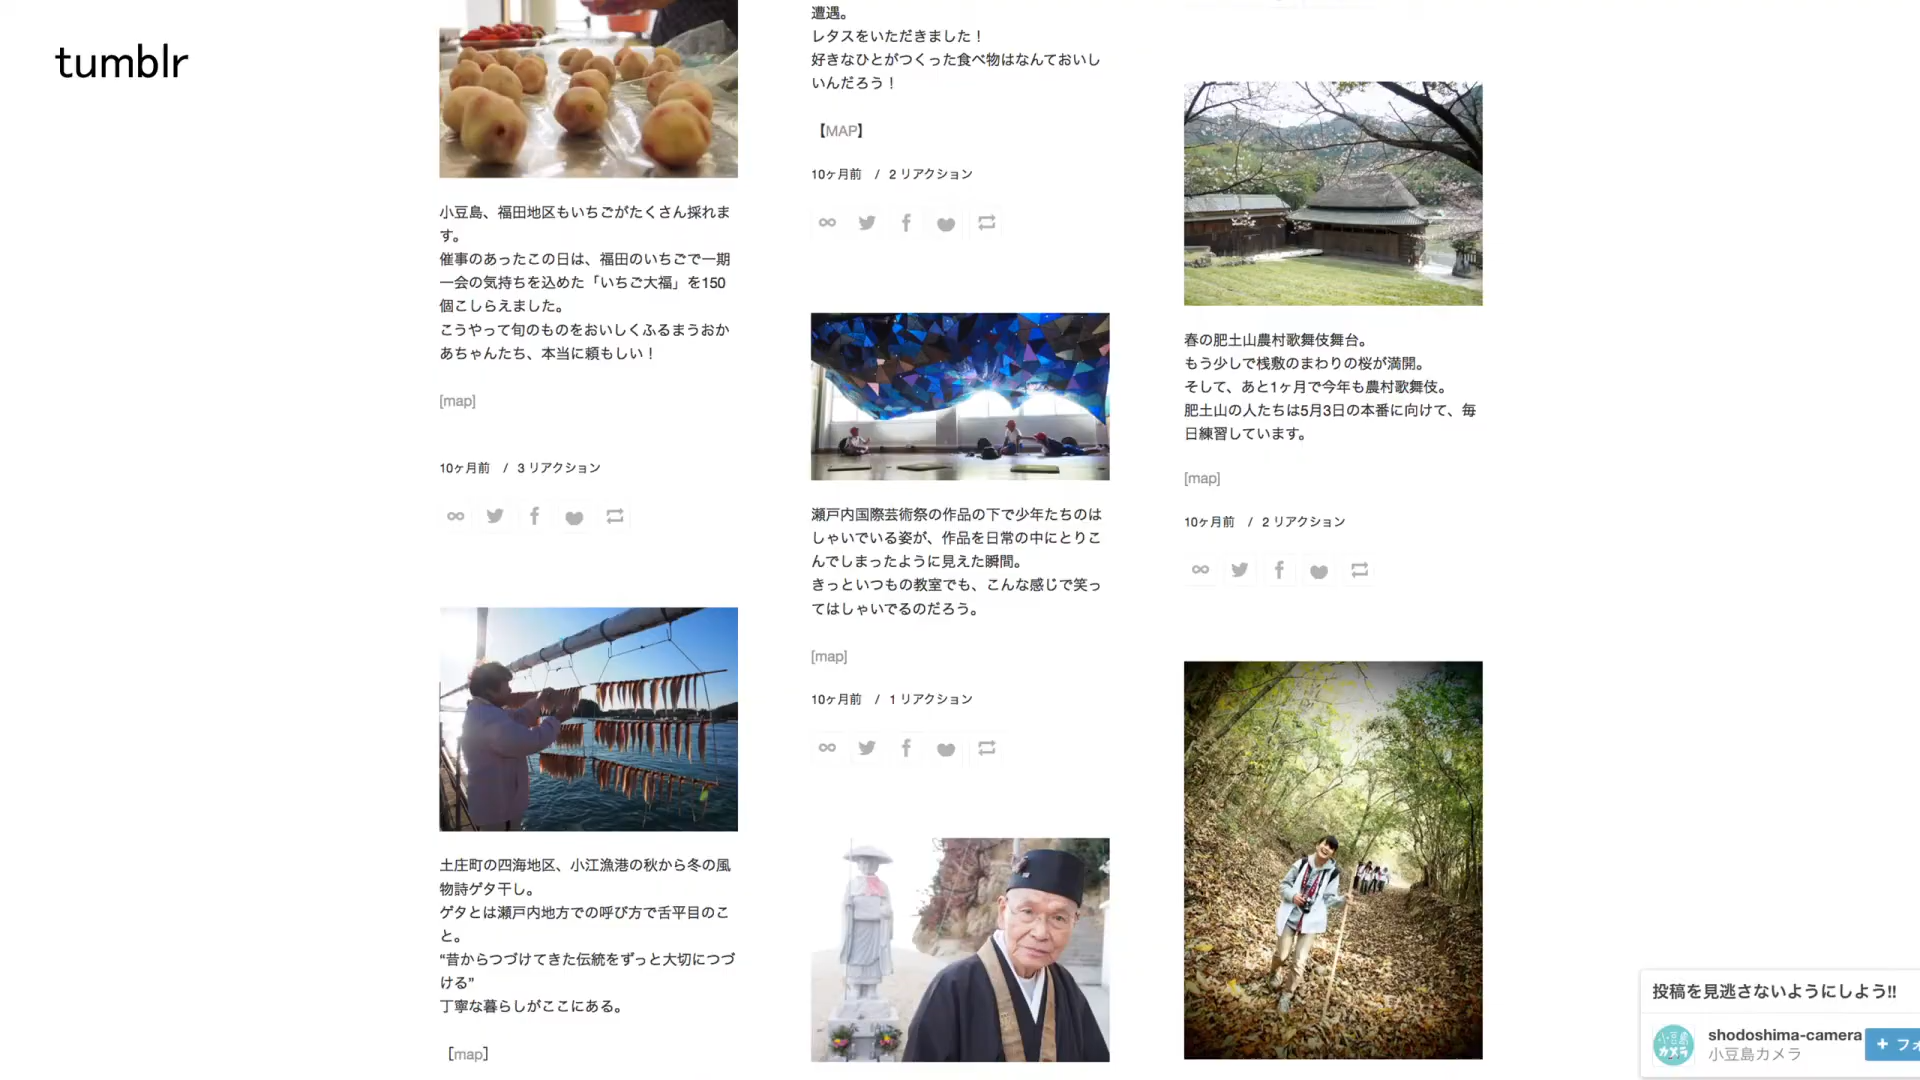 tumblr
小豆島、福田地区もいちごがたくさん採れま
す。
催事のあったこの日は、福田のいちごで一期
一会の気持ちを込めた「いちご大福」を150
個こしらえました。
こうやって旬のものをおいしくふるまうおか
あちゃんたち、本当に頼もしい！
[map]
10ヶ月前 / 3 リアクション
土庄町の四海地区、小江漁港の秋から冬の風
物詩ゲタ干し。
ゲタとは瀬戸内地方での呼び方で舌平目のこ
と。
“昔からつづけてきた伝統をずっと大切につづ
ける”
丁寧な暮らしがここにある。
［map］
遭遇。
レタスをいただきました！
好きなひとがつくった食べ物はなんておいし
いんだろう！
【MAP】
10ヶ月前 / 2 リアクション
瀬戸内国際芸術祭の作品の下で少年たちのは
しゃいでいる姿が、作品を日常の中にとりこ
んでしまったように見えた瞬間。
きっといつもの教室でも、こんな感じで笑っ
てはしゃいでるのだろう。
[map]
10ヶ月前 / 1 リアクション
春の肥土山農村歌舞伎舞台。
もう少しで桟敷のまわりの桜が満開。
そして、あと1ヶ月で今年も農村歌舞伎。
肥土山の人たちは5月3日の本番に向けて、毎
日練習しています。
[map]
10ヶ月前 / 2 リアクション
投稿を見逃さないようにしよう!!
小豆島
カメラ
shodoshima-camera
小豆島カメラ
+ フォ